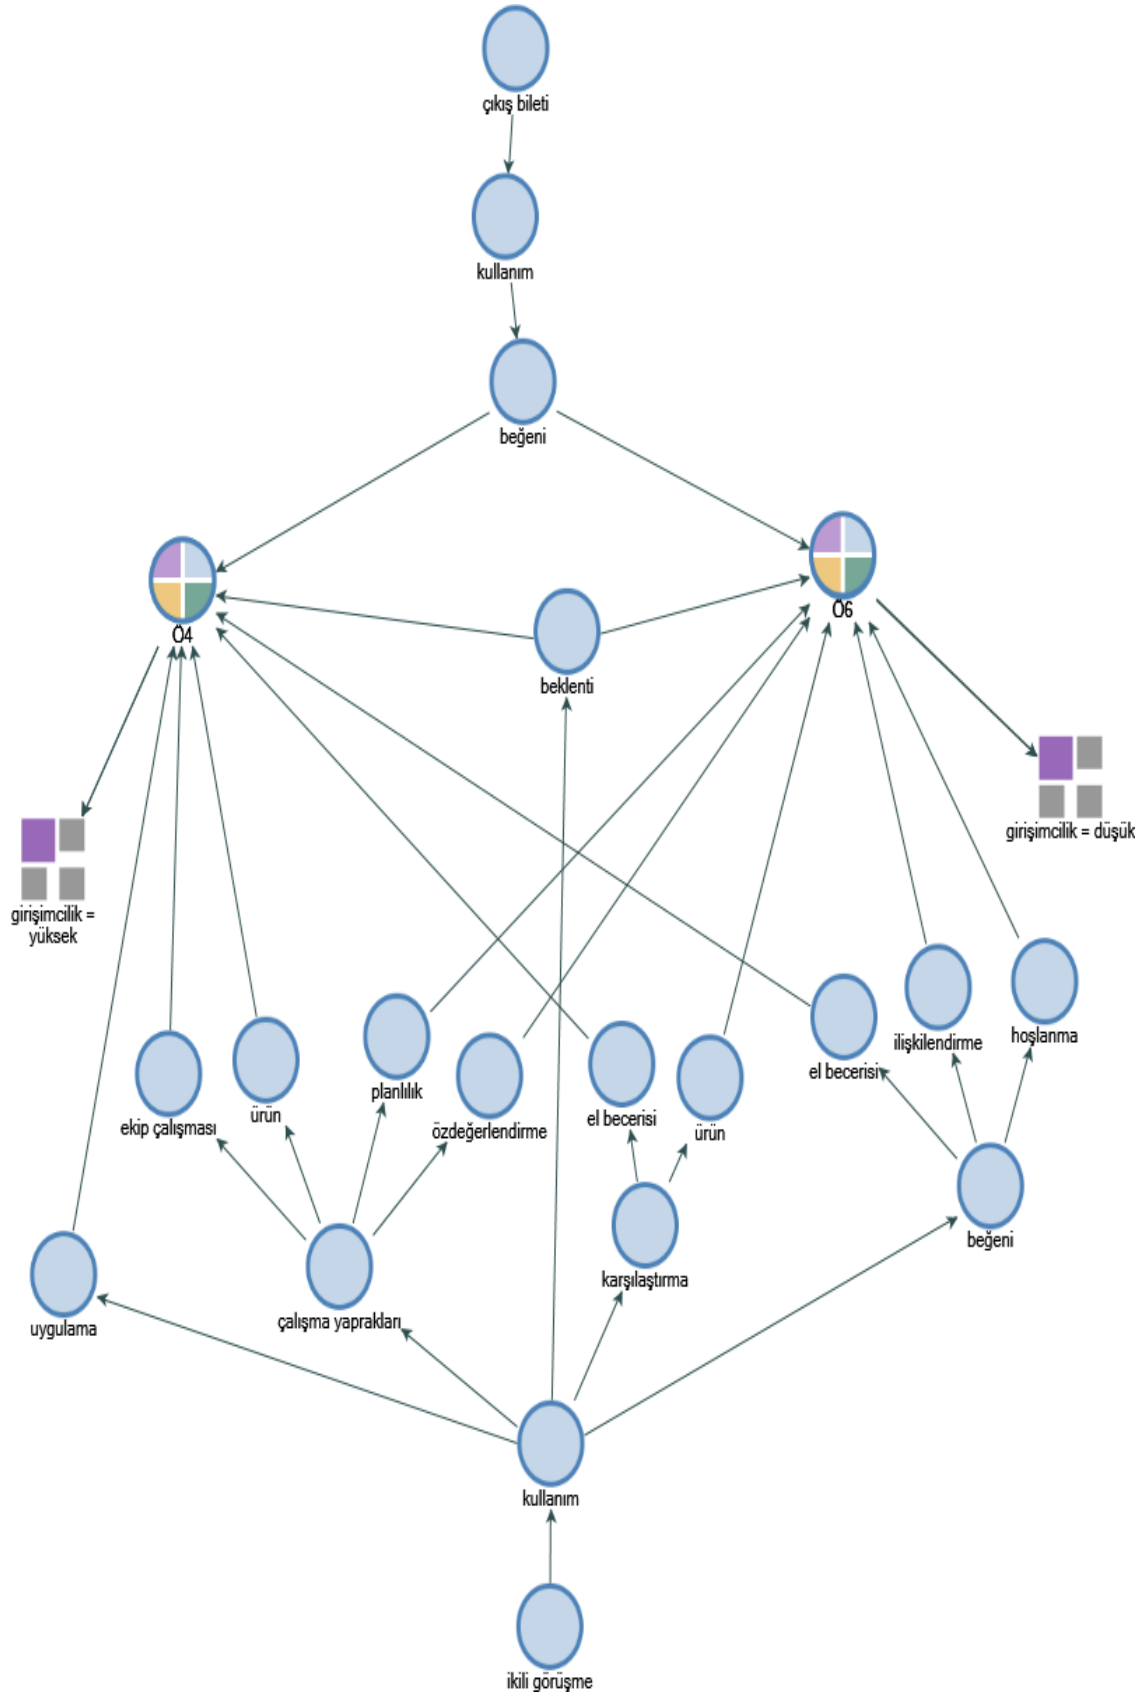 çıkış bileti
kullanım
beğeni
Ö4
Ö6
beklenti
girişimcilik = düşük
girişimcilik =
yüksek
ekip çalışması
ürün
planlılık
özdeğerlendirme
el becerisi
ürün
el becerisi
ilişkilendirme
hoşlanma
uygulama
çalışma yaprakları
karşılaştırma
beğeni
kullanım
ikili görüşme